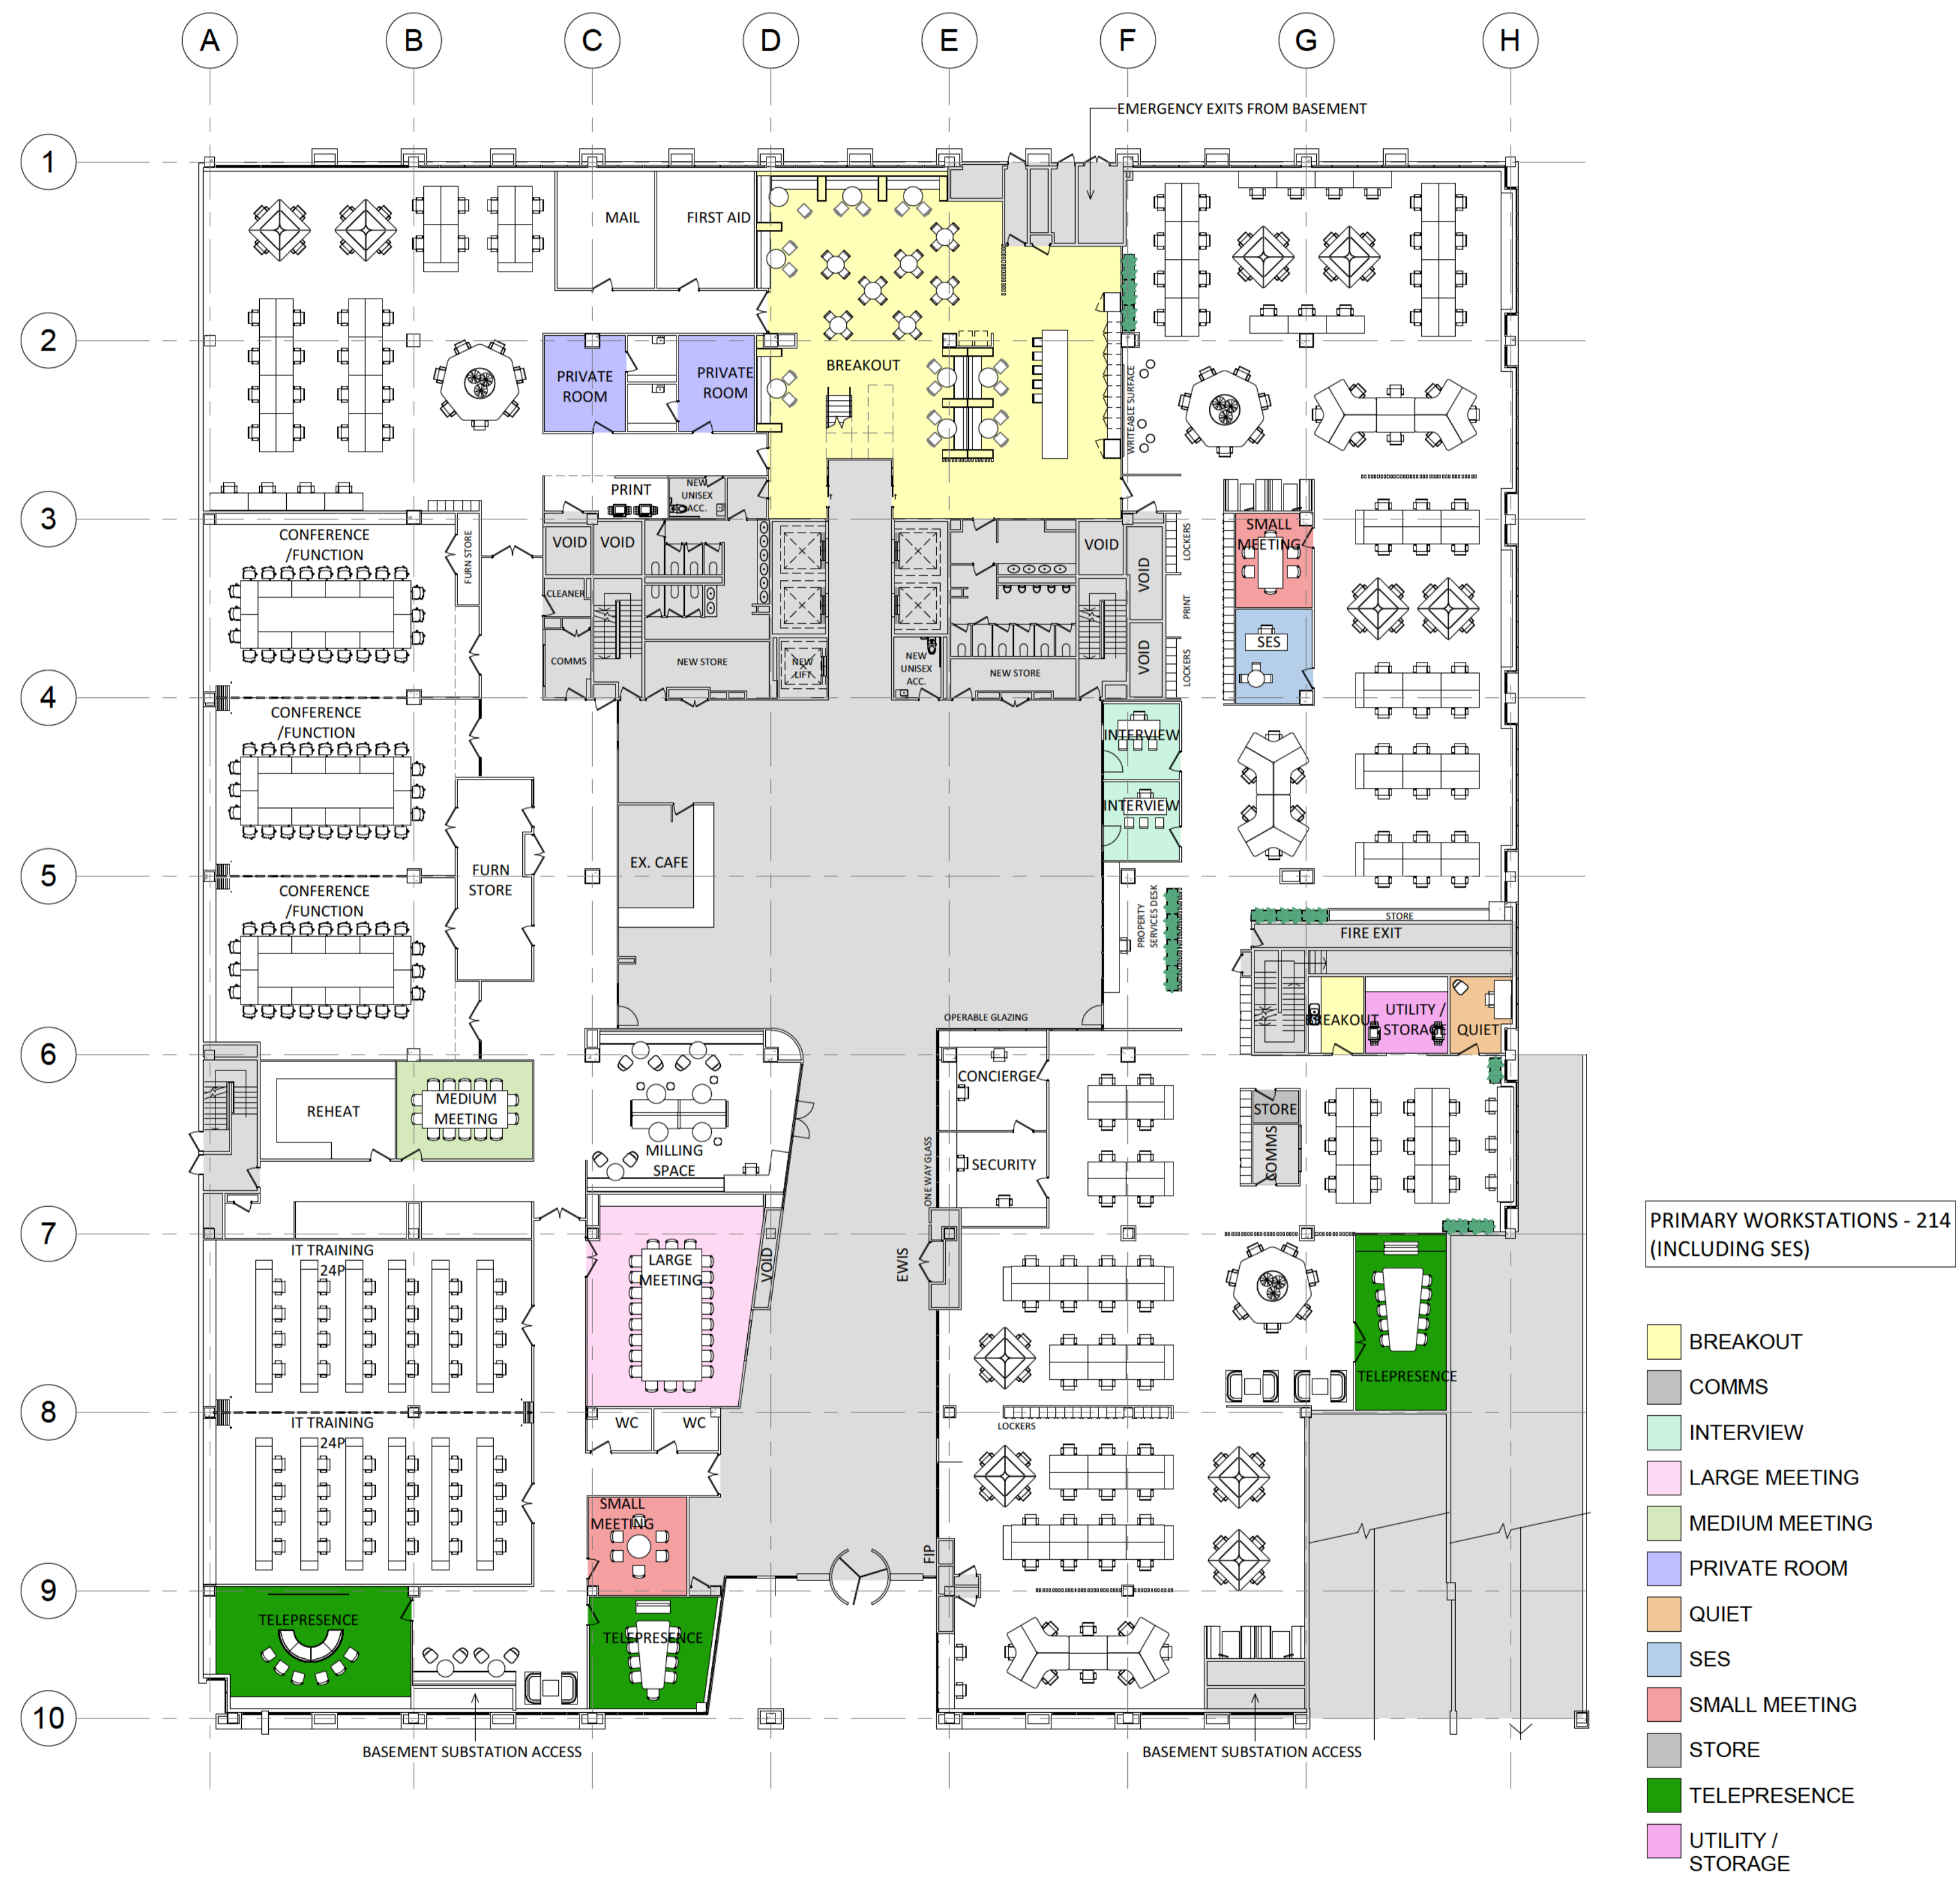 A
B
C
D
E
F
G
H
EMERGENCY EXITS FROM BASEMENT
1
MAIL
FIRST AID
2
PRIVATE
ROOM
PRIVATE
ROOM
BREAKOUT
WRITEABLE SURFACE
PRINT
NEW
UNISEX
ACC.
3
CONFERENCE
/FUNCTION
FURN STORE
VOID
VOID
VOID
VOID
LOCKERS
SMALL
MEETING
CLEANER
PRINT
COMMS
NEW STORE
NEW
LIFT
NEW
UNISEX
ACC.
NEW STORE
VOID
LOCKERS
SES
4
CONFERENCE
/FUNCTION
INTERVIEW
INTERVIEW
EX. CAFE
5
FURN
STORE
CONFERENCE
/FUNCTION
PROPERTY
SERVICES DESK
STORE
FIRE EXIT
OPERABLE GLAZING
BREAKOUT
UTILITY /
STORAGE
QUIET
6
REHEAT
MEDIUM
MEETING
MILLING
SPACE
CONCIERGE
SECURITY
ONE WAY GLASS
STORE
COMMS
7
IT TRAINING
24P
LARGE
MEETING
VOID
EWIS
TELEPRESENCE
PRIMARY WORKSTATIONS - 214
(INCLUDING SES)
8
IT TRAINING
24P
WC
WC
LOCKERS
SMALL
MEETING
FIP
9
TELEPRESENCE
TELEPRESENCE
10
BASEMENT SUBSTATION ACCESS
BASEMENT SUBSTATION ACCESS
BREAKOUT
COMMS
INTERVIEW
LARGE MEETING
MEDIUM MEETING
PRIVATE ROOM
QUIET
SES
SMALL MEETING
STORE
TELEPRESENCE
UTILITY /
STORAGE